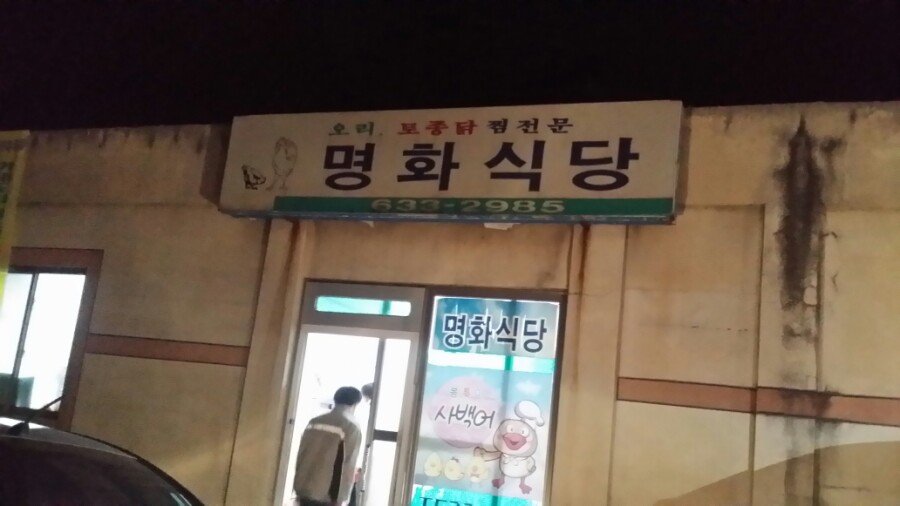 오리, 토종닭 찜전문
명화식당
633-2985
명화식당
사백어